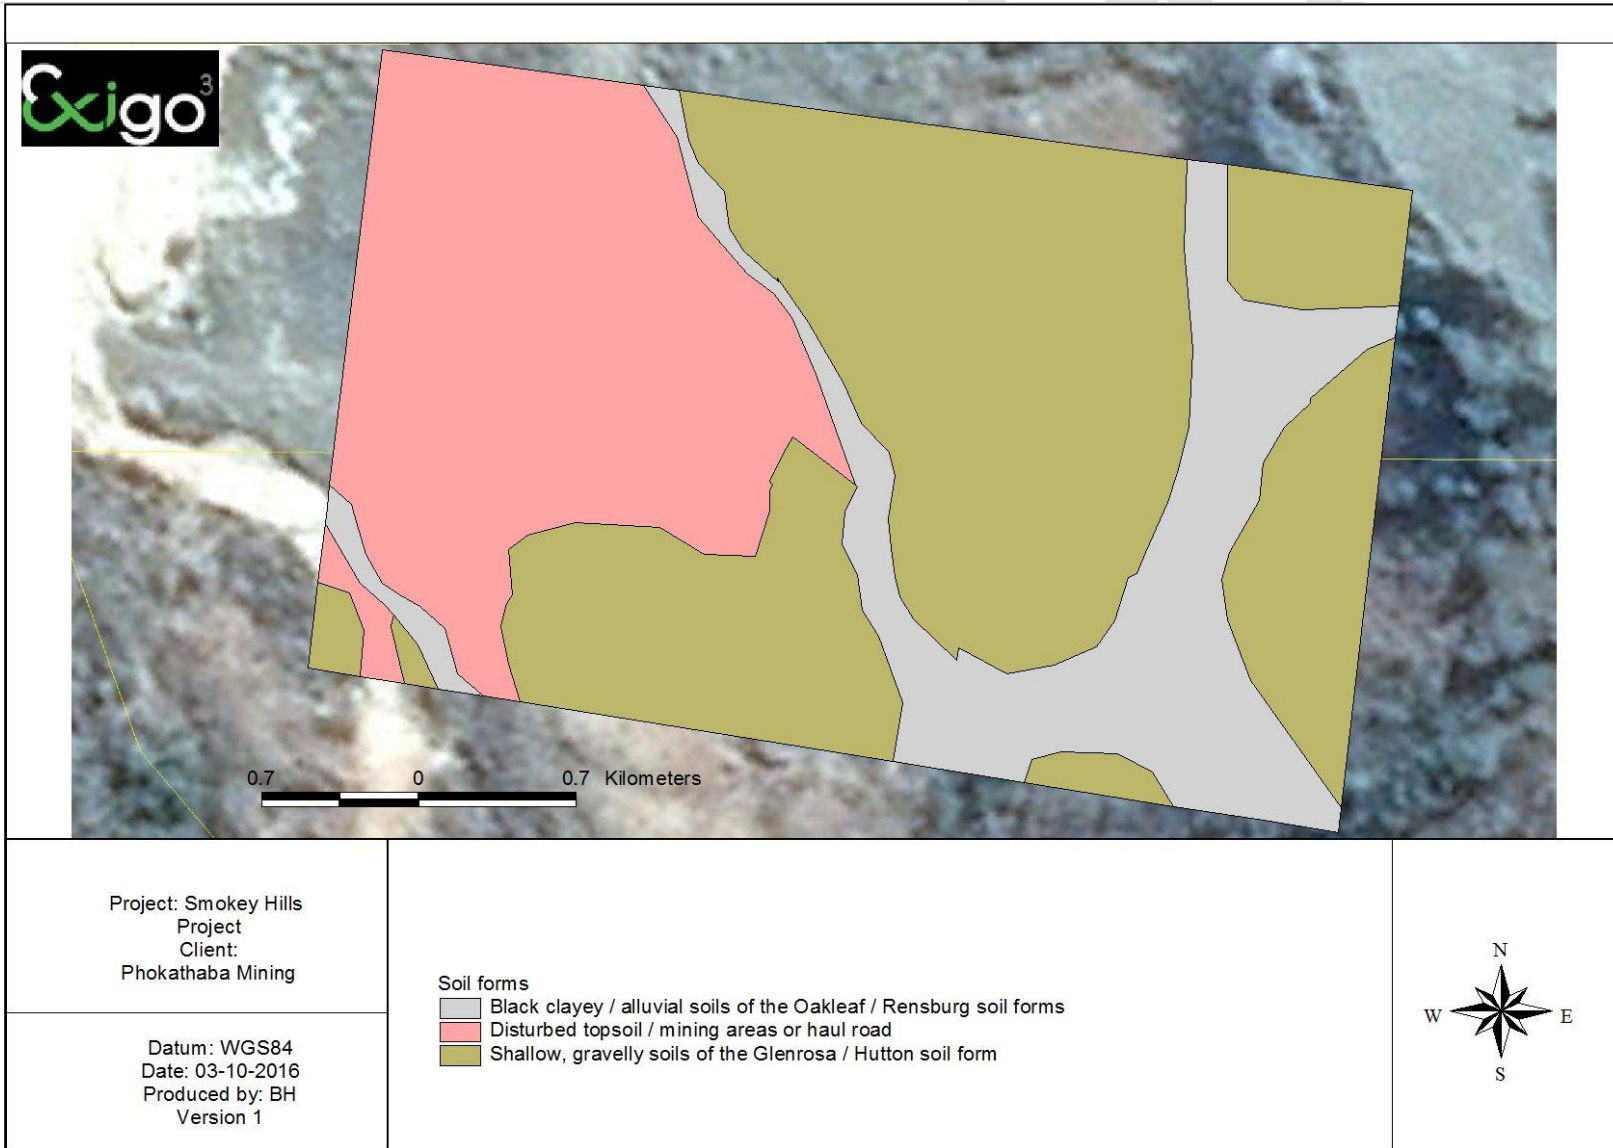 Exigo3
0.7 0 0.7 Kilometers
Project: Smokey Hills
Project
Client:
Phokathaba Mining
Datum: WGS84
Date: 03-10-2016
Produced by: BH
Version 1
Soil forms
Black clayey / alluvial soils of the Oakleaf / Rensburg soil forms
Disturbed topsoil / mining areas or haul road
Shallow, gravelly soils of the Glenrosa / Hutton soil form
N
W E
S